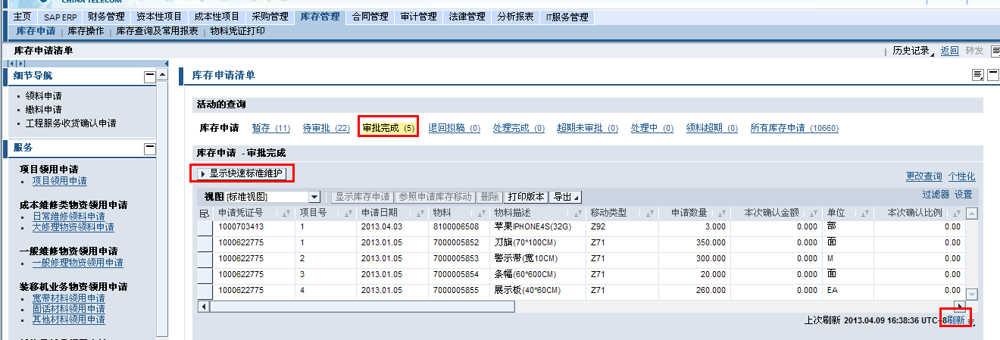 CHINA TELECOM
主页 SAP ERP 财务管理 资本性项目 成本性项目 采购管理 库存管理 合同管理 审计管理 法律管理 分析报表 IT服务管理
库存申请 | 库存操作 | 库存查询及常用报表 | 物料凭证打印
库存申请清单
历史记录 返回 转发
细节导航
领料申请
缴料申请
工程服务收货确认申请
服务
项目领用申请
项目领用申请
成本维修类物资领用申请
日常维修领料申请
大修理物资领料申请
一般维修物资领用申请
一般修理物资领用申请
装移机业务物资领用申请
宽带材料领用申请
固话材料领用申请
其他材料领用申请
库存申请清单
活动的查询
库存申请 暂存 (11) 待审批 (22) 审批完成 (5) 退回拟稿 (0) 处理完成 (0) 超期未审批 (0) 处理中 (0) 领料超期 (0) 所有库存申请 (10660)
库存申请 - 审批完成
显示快速标准维护
更改查询 个性化
视图 [标准视图] 显示库存申请 参照申请库存移动 删除 打印版本 导出 过滤器 设置
申请凭证号 项目号 申请日期 物料 物料描述 移动类型 申请数量 本次确认金额 单位 本次确认比例
1000703413 1 2013.04.03 8100006508 苹果IPHONE4S(32G) Z92 3.000 0.000 部 0.00
1000622775 1 2013.01.05 7000005852 刀旗(70*100CM) Z71 350.000 0.000 面 0.00
1000622775 2 2013.01.05 7000005853 警示带(宽10CM) Z71 300.000 0.000 M 0.00
1000622775 3 2013.01.05 7000005854 条幅(60*600CM) Z71 20.000 0.000 面 0.00
1000622775 4 2013.01.05 7000005855 展示板(40*60CM) Z71 260.000 0.000 EA 0.00
上次刷新 2013.04.09 16:38:36 UTC-8刷新